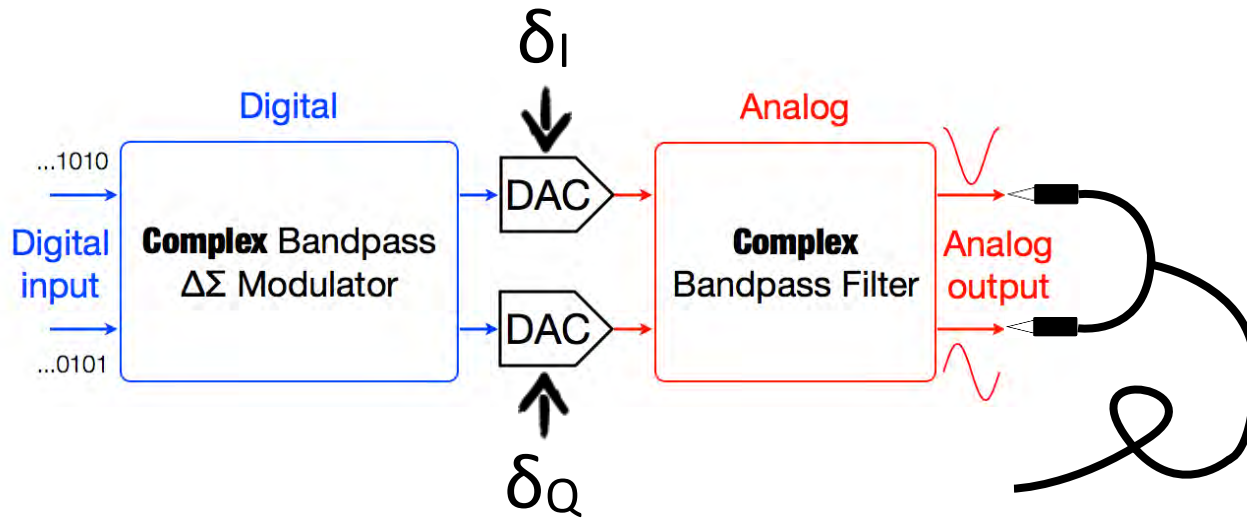 δI
Digital
Analog
...1010
DAC
Digital
input
Complex Bandpass
ΔΣ Modulator
Complex
Bandpass Filter
Analog
output
DAC
...0101
δQ